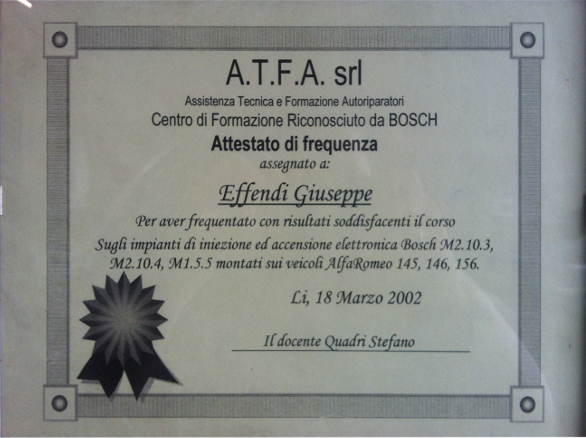 A.T.F.A. srl
Assistenza Tecnica e Formazione Autoriparatori
Centro di Formazione Riconosciuto da BOSCH
Attestato di frequenza
assegnato a:
Effendi Giuseppe
Per aver frequentato con risultati soddisfacenti il corso
Sugli impianti di iniezione ed accensione elettronica Bosch M2.10.3,
M2.10.4, M1.5.5 montati sui veicoli AlfaRomeo 145, 146, 156.
Li, 18 Marzo 2002
Il docente Quadri Stefano